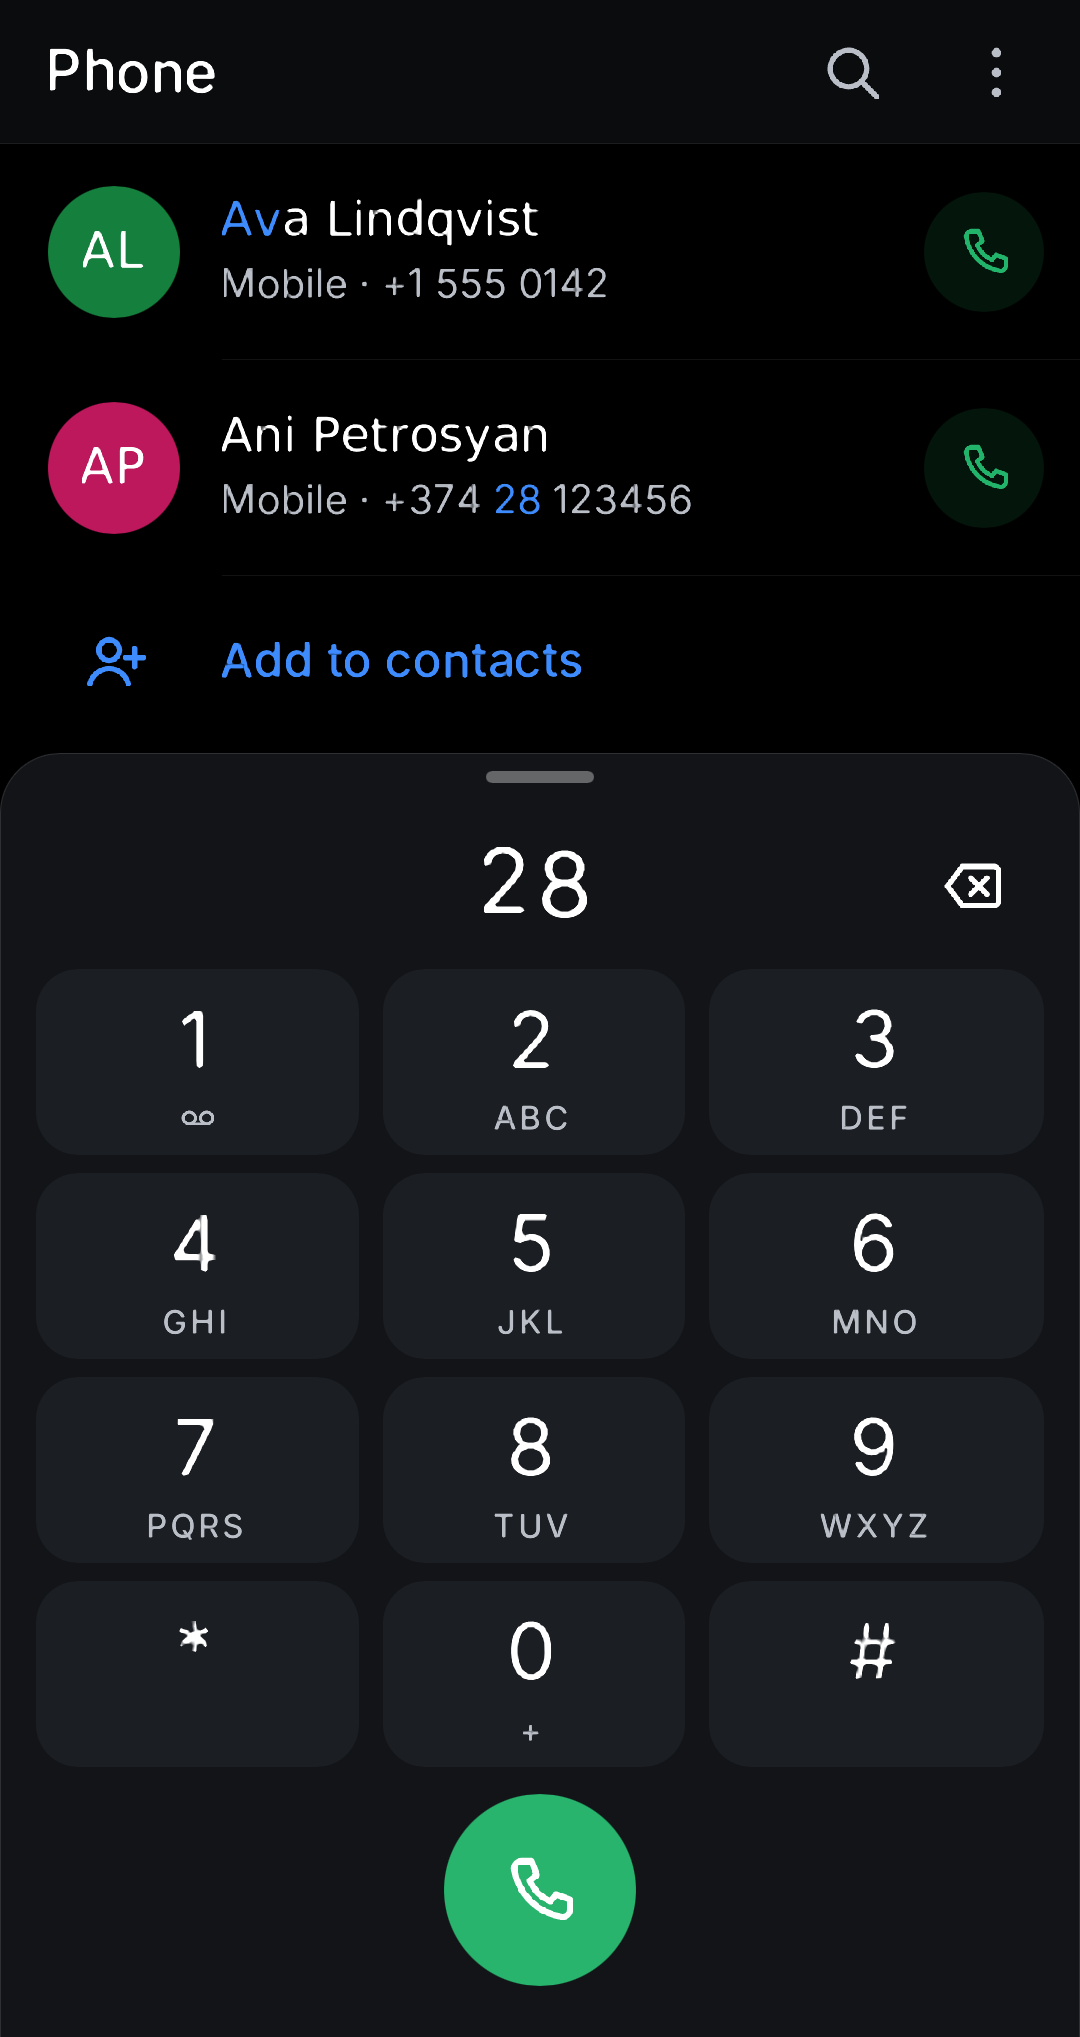 Phone
AL
Ava Lindqvist
Mobile · +1 555 0142
AP
Ani Petrosyan
Mobile · +374 28 123456
Add to contacts
28
1 2 3
ABC DEF
4 5 6
GHI JKL MNO
7 8 9
PQRS TUV WXYZ
* 0 #
+